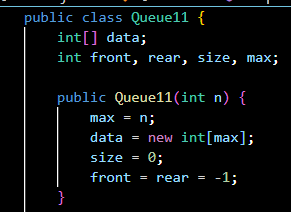 public class Queue11 {
    int[] data;
    int front, rear, size, max;

    public Queue11(int n) {
        max = n;
        data = new int[max];
        size = 0;
        front = rear = -1;
    }